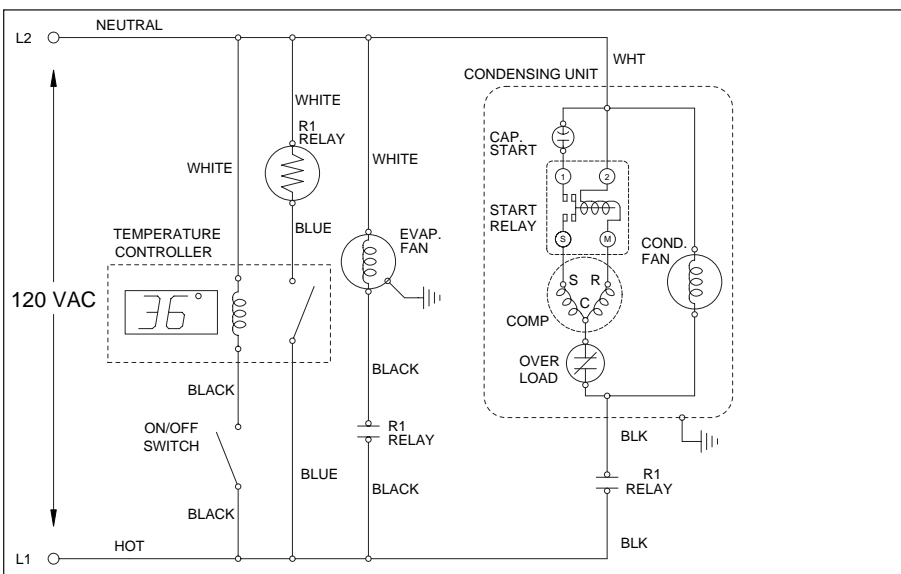 L2
NEUTRAL
WHT
CONDENSING UNIT
WHITE
R1
RELAY
CAP.
START
WHITE
WHITE
1
2
BLUE
START
RELAY
EVAP.
FAN
TEMPERATURE
CONTROLLER
S
M
COND.
FAN
S R
C
120 VAC
36°
COMP
OVER
LOAD
BLACK
BLACK
ON/OFF
SWITCH
R1
RELAY
BLK
BLUE
R1
RELAY
BLACK
BLACK
L1
HOT
BLK